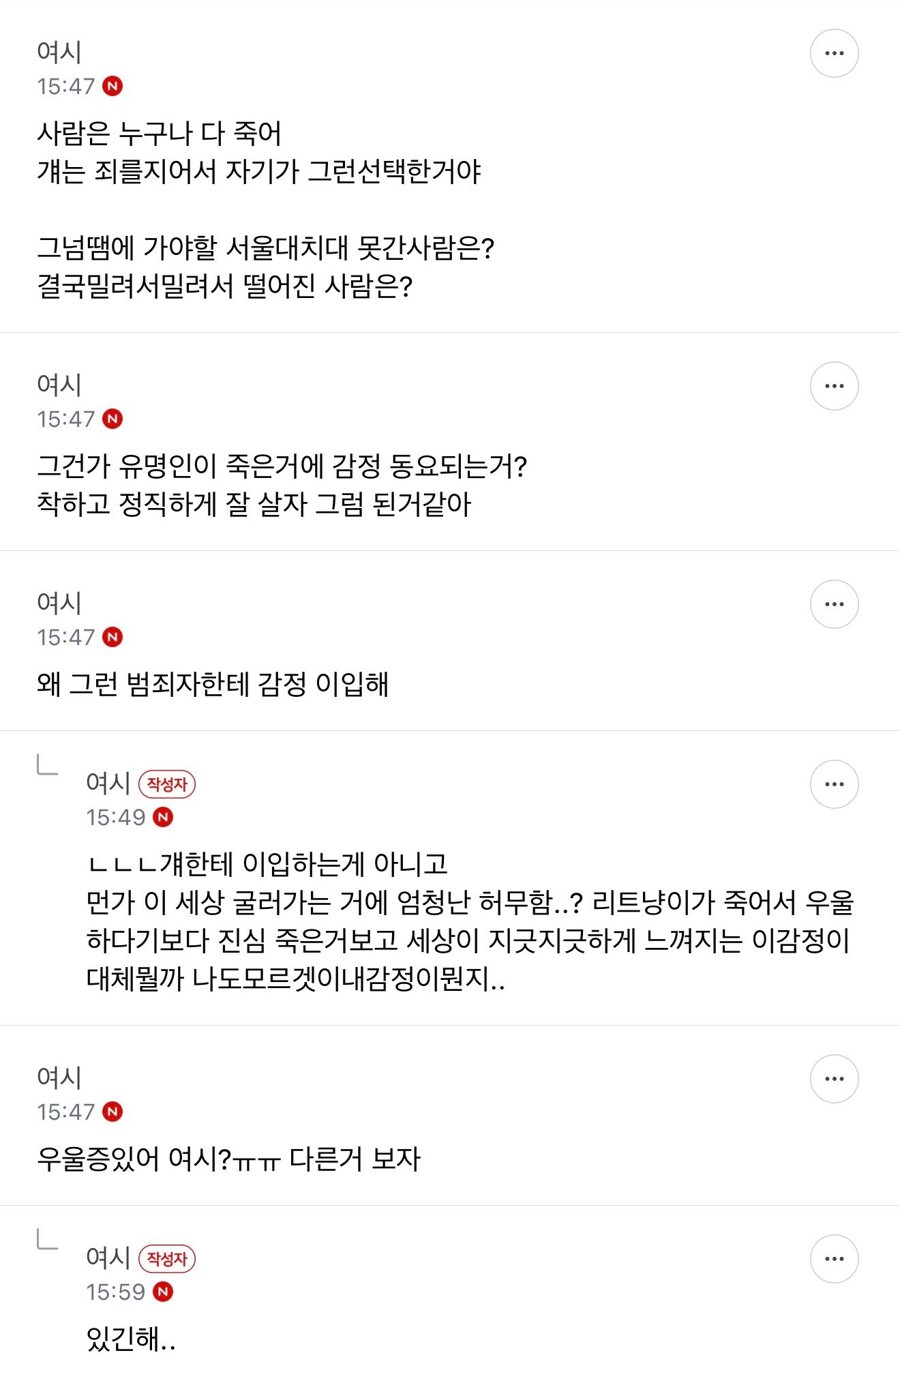 여시
15:47 N
사람은 누구나 다 죽어
걔는 죄를지어서 자기가 그런선택한거야
그넘땜에 가야할 서울대치대 못간사람은?
결국밀려서밀려서 떨어진 사람은?
여시
15:47 N
그건가 유명인이 죽은거에 감정 동요되는거?
착하고 정직하게 잘 살자 그럼 된거같아
여시
15:47 N
왜 그런 범죄자한테 감정 이입해
여시 작성자
15:49 N
ㄴㄴㄴ걔한테 이입하는게 아니고
먼가 이 세상 굴러가는 거에 엄청난 허무함..? 리트냥이가 죽어서 우울
하다기보다 진심 죽은거보고 세상이 지긋지긋하게 느껴지는 이감정이
대체뭘까 나도모르겟이내감정이뭔지..
여시
15:47 N
우울증있어 여시?ㅠㅠ 다른거 보자
여시 작성자
15:59 N
있긴해..